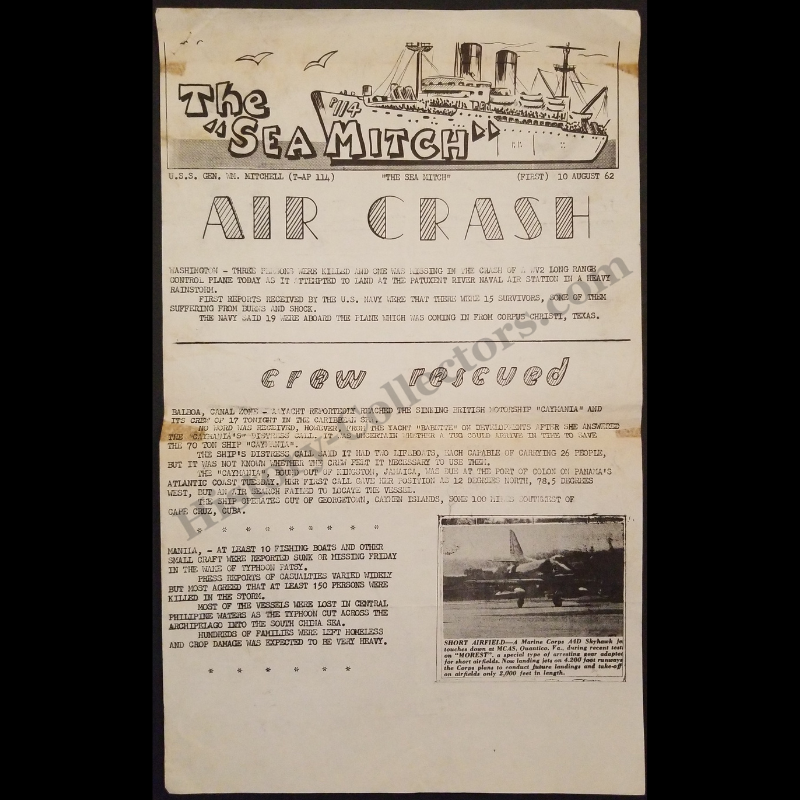 The
"SEA MITCH"
P114
U.S.S. GEN. WM. MITCHELL (T-AP 114) "THE SEA MITCH" (FIRST) 10 AUGUST 62
AIR CRASH
WASHINGTON - THREE PERSONS WERE KILLED AND ONE WAS MISSING IN THE CRASH OF A WV2 LONG RANGE
CONTROL PLANE TODAY AS IT ATTEMPTED TO LAND AT THE PATUXENT RIVER NAVAL AIR STATION IN A HEAVY
RAINSTORM.
FIRST REPORTS RECEIVED BY THE U.S. NAVY WERE THAT THERE WERE 15 SURVIVORS, SOME OF THEM
SUFFERING FROM BURNS AND SHOCK.
THE NAVY SAID 19 WERE ABOARD THE PLANE WHICH WAS COMING IN FROM CORPUS CHRISTI, TEXAS.
crew rescued
BALBOA, CANAL ZONE - A YACHT REPORTEDLY REACHED THE SINKING BRITISH MOTORSHIP "CAYMANIA" AND
ITS CREW OF 17 TONIGHT IN THE CARIBBEAN SEA.
NO WORD WAS RECEIVED, HOWEVER, FROM THE YACHT ON DEVELOPMENTS AFTER SHE ANSWERED
THE "CAYMANIA'S" DISTRESS CALL. IT WAS UNCERTAIN WHETHER A TUG COULD ARRIVE IN TIME TO SAVE
THE 70 TON SHIP "CAYMANIA".
THE SHIP'S DISTRESS CALL SAID IT HAD TWO LIFEBOATS, EACH CAPABLE OF CARRYING 26 PEOPLE,
BUT IT WAS NOT KNOWN WHETHER THE CREW FELT IT NECESSARY TO USE THEM.
THE "CAYMANIA", BOUND OUT OF KINGSTON, JAMAICA, WAS DUE AT THE PORT OF COLON ON PANAMA'S
ATLANTIC COAST TUESDAY. HER FIRST CALL GAVE HER POSITION AS 12 DEGREES NORTH, 78.5 DEGREES
WEST, BUT AN AIR SEARCH FAILED TO LOCATE THE VESSEL.
THE SHIP OPERATES OUT OF GEORGETOWN, CAYMEN ISLANDS, SOME 100 MILES SOUTHWEST OF
CAPE CRUZ, CUBA.
* * * * * * * * *
MANILA, - AT LEAST 10 FISHING BOATS AND OTHER
SMALL CRAFT WERE REPORTED SUNK OR MISSING FRIDAY
IN THE WAKE OF TYPHOON PATSY.
PRESS REPORTS OF CASUALTIES VARIED WIDELY
BUT MOST AGREED THAT AT LEAST 150 PERSONS WERE
KILLED IN THE STORM.
MOST OF THE VESSELS WERE LOST IN CENTRAL
PHILIPINE WATERS AS THE TYPHOON CUT ACROSS THE
ARCHIPELAGO INTO THE SOUTH CHINA SEA.
HUNDREDS OF FAMILIES WERE LEFT HOMELESS
AND CROP DAMAGE WAS EXPECTED TO BE VERY HEAVY.
* * * * * * *
SHORT AIRFIELD—A Marine Corps A4D Skyhawk je
touches down at MCAS, Quantico, Va., during recent tests
on "MOREST", a special type of arresting gear adapted
for short airfields. Now landing jets on 4,200 foot runways
the Corps plans to conduct future landings and take-off
on airfields only 2,000 feet in length.
History-Collectors.com